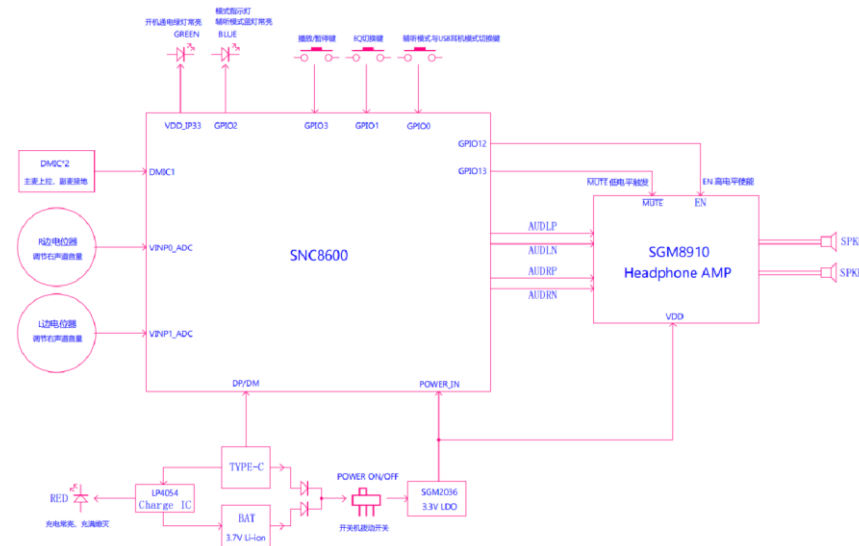 开机通电绿灯常亮
GREEN
模式指示灯
辅听模式蓝灯常亮
BLUE
播放/暂停键
EQ切换键
辅听模式与USB耳机模式切换键
VDD_IP33
GPIO2
GPIO3
GPIO1
GPIO0
GPIO12
GPIO13
DMIC*2
主麦上拉、副麦接地
DMIC1
MUTE 低电平触发
EN 高电平使能
MUTE
EN
R边电位器
调节右声道音量
VINP0_ADC
SNC8600
AUDLP
AUDLN
AUDRP
AUDRN
SGM8910
Headphone AMP
SPK
SPK
L边电位器
调节右声道音量
VINP1_ADC
VDD
DP/DM
POWER_IN
TYPE-C
POWER ON/OFF
RED
LP4054
Charge IC
SGM2036
3.3V LDO
BAT
3.7V Li-ion
充电常亮、充满熄灭
开关机拨动开关